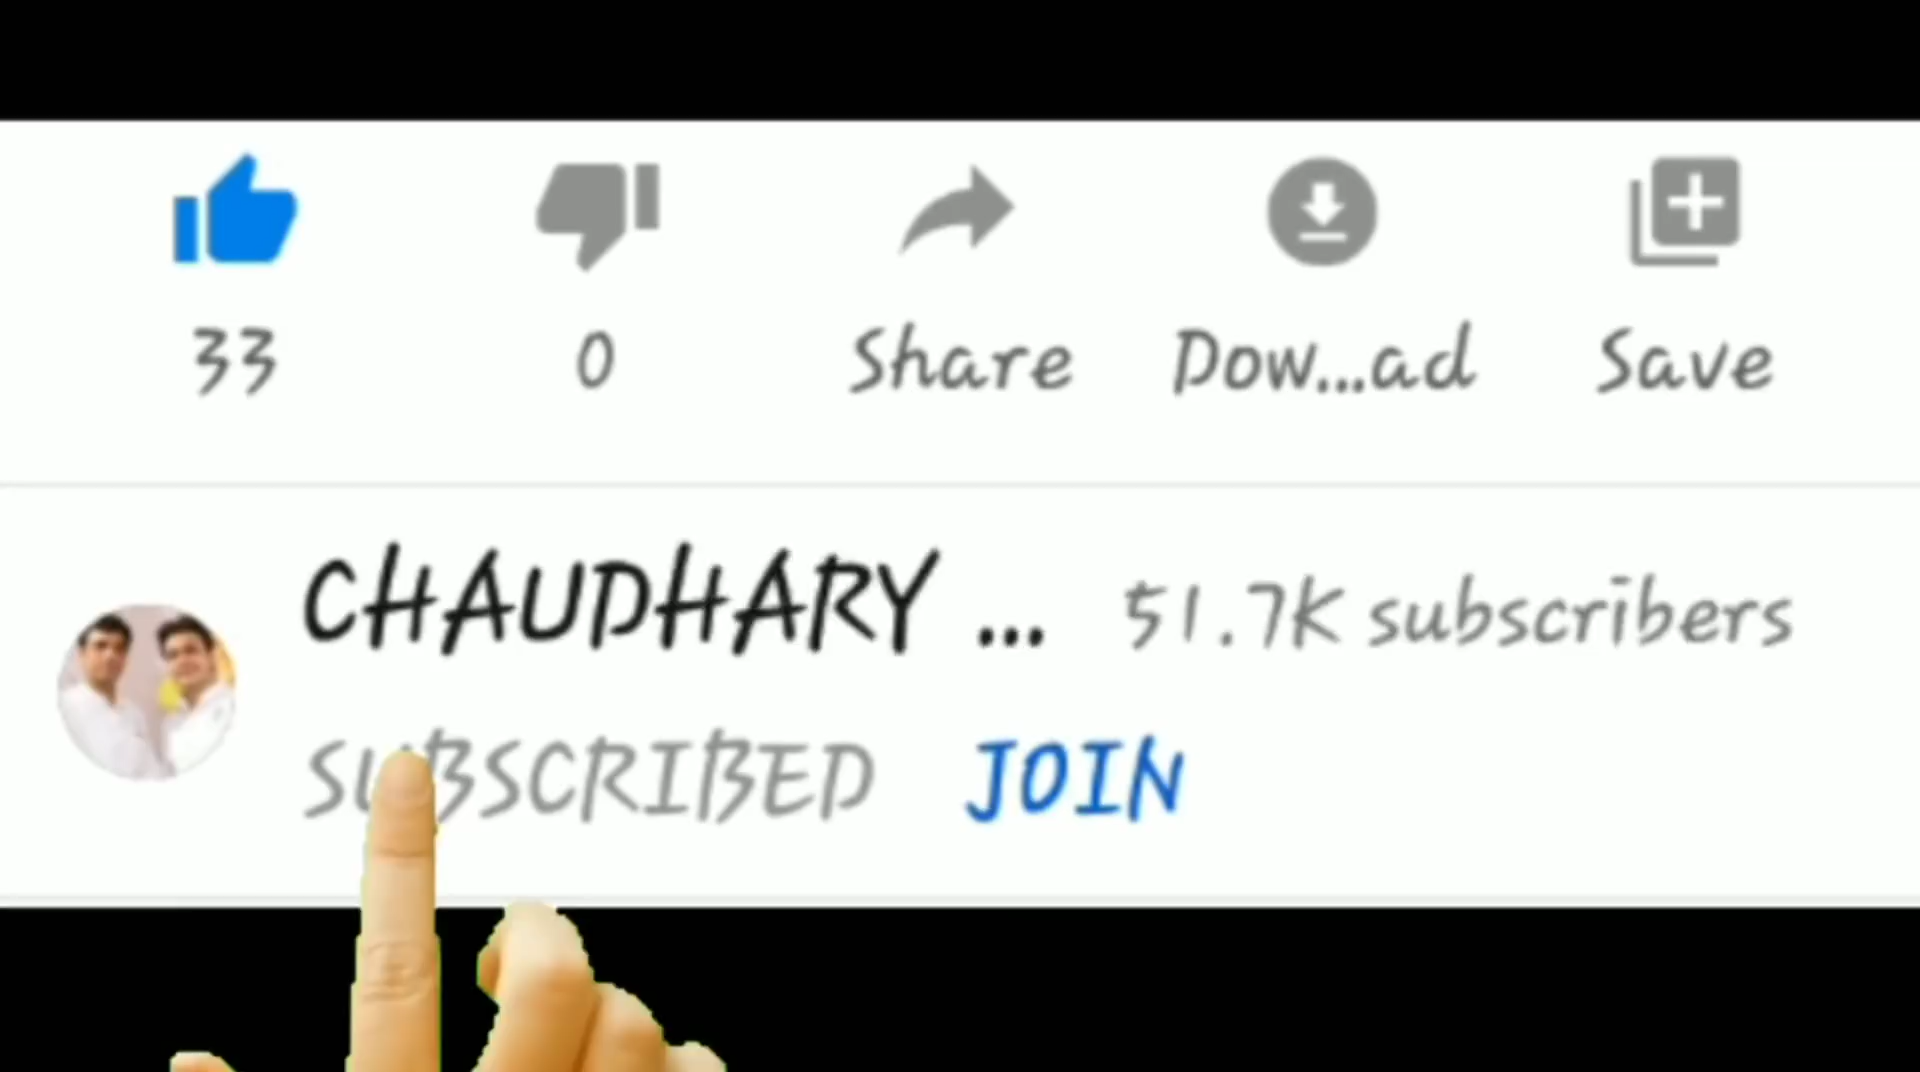 33 0 Share Dow...ad Save
CHAUDHARY ... 51.7K subscribers
SUBSCRIBED JOIN